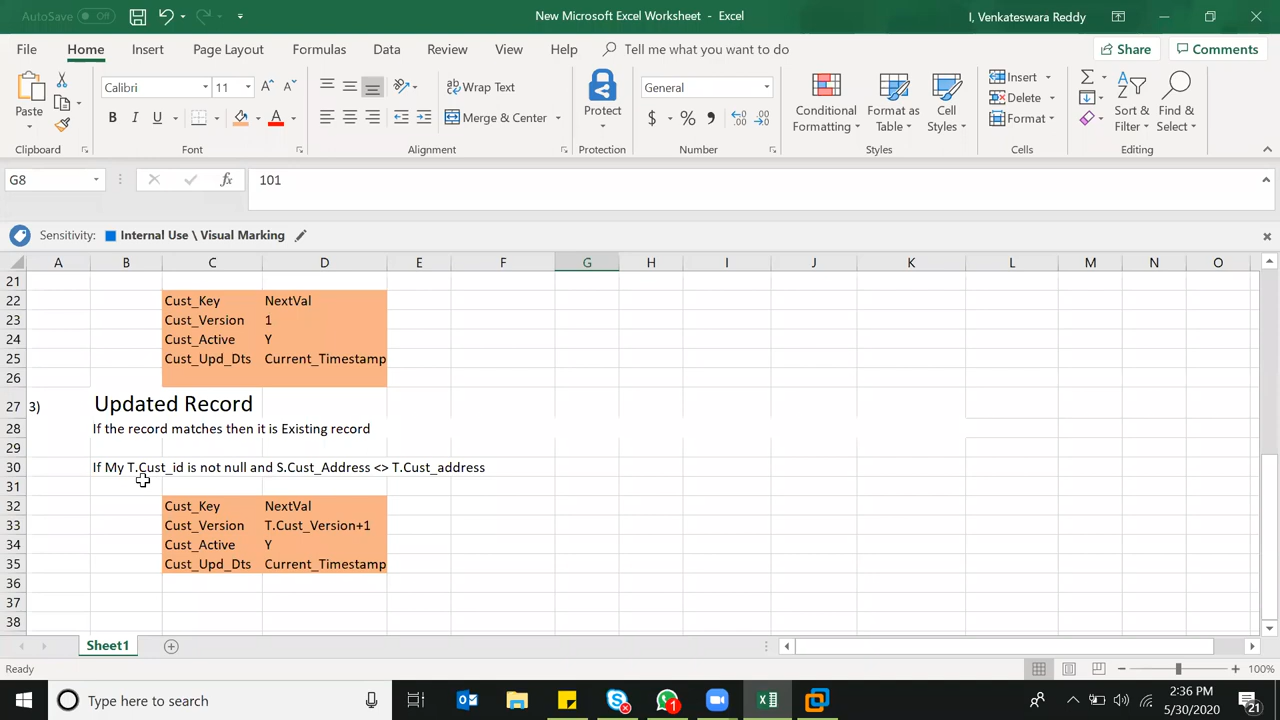 AutoSave Off
New Microsoft Excel Worksheet - Excel
I, Venkateswara Reddy
File Home Insert Page Layout Formulas Data Review View Help Tell me what you want to do Share Comments
Paste
Calibri 11
B I U A
Wrap Text
Merge & Center
Protect
General
$ % ,
Conditional Formatting
Format as Table
Cell Styles
Insert
Delete
Format
Sort & Filter
Find & Select
Clipboard Font Alignment Protection Number Styles Cells Editing
G8 fx 101
Sensitivity: Internal Use \ Visual Marking
A B C D E F G H I J K L M N O
21
22 Cust_Key NextVal
23 Cust_Version 1
24 Cust_Active Y
25 Cust_Upd_Dts Current_Timestamp
26
27 3) Updated Record
28 If the record matches then it is Existing record
29
30 If My T.Cust_id is not null and S.Cust_Address <> T.Cust_address
31
32 Cust_Key NextVal
33 Cust_Version T.Cust_Version+1
34 Cust_Active Y
35 Cust_Upd_Dts Current_Timestamp
36
37
38
Sheet1
Ready 100%
Type here to search
1
2:36 PM
5/30/2020
21